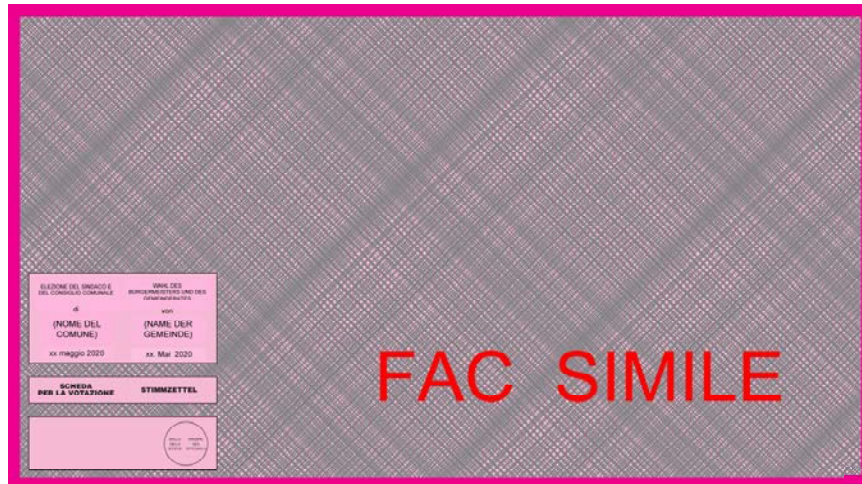 ELEZIONE DEL SINDACO E
DEL CONSIGLIO COMUNALE
di
(NOME DEL
COMUNE)
xx maggio 2020
WAHL DES
BÜRGERMEISTERS UND DES
GEMEINDERATES
von
(NAME DER
GEMEINDE)
xx. Mai 2020
SCHEDA
PER LA VOTAZIONE
STIMMZETTEL
FAC SIMILE